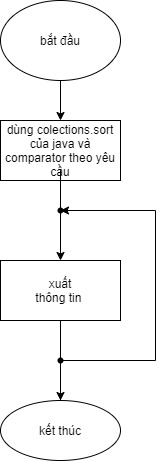 bắt đầu
dùng colections.sort
của java và
comparator theo yêu
cầu
xuất
thông tin
kết thúc